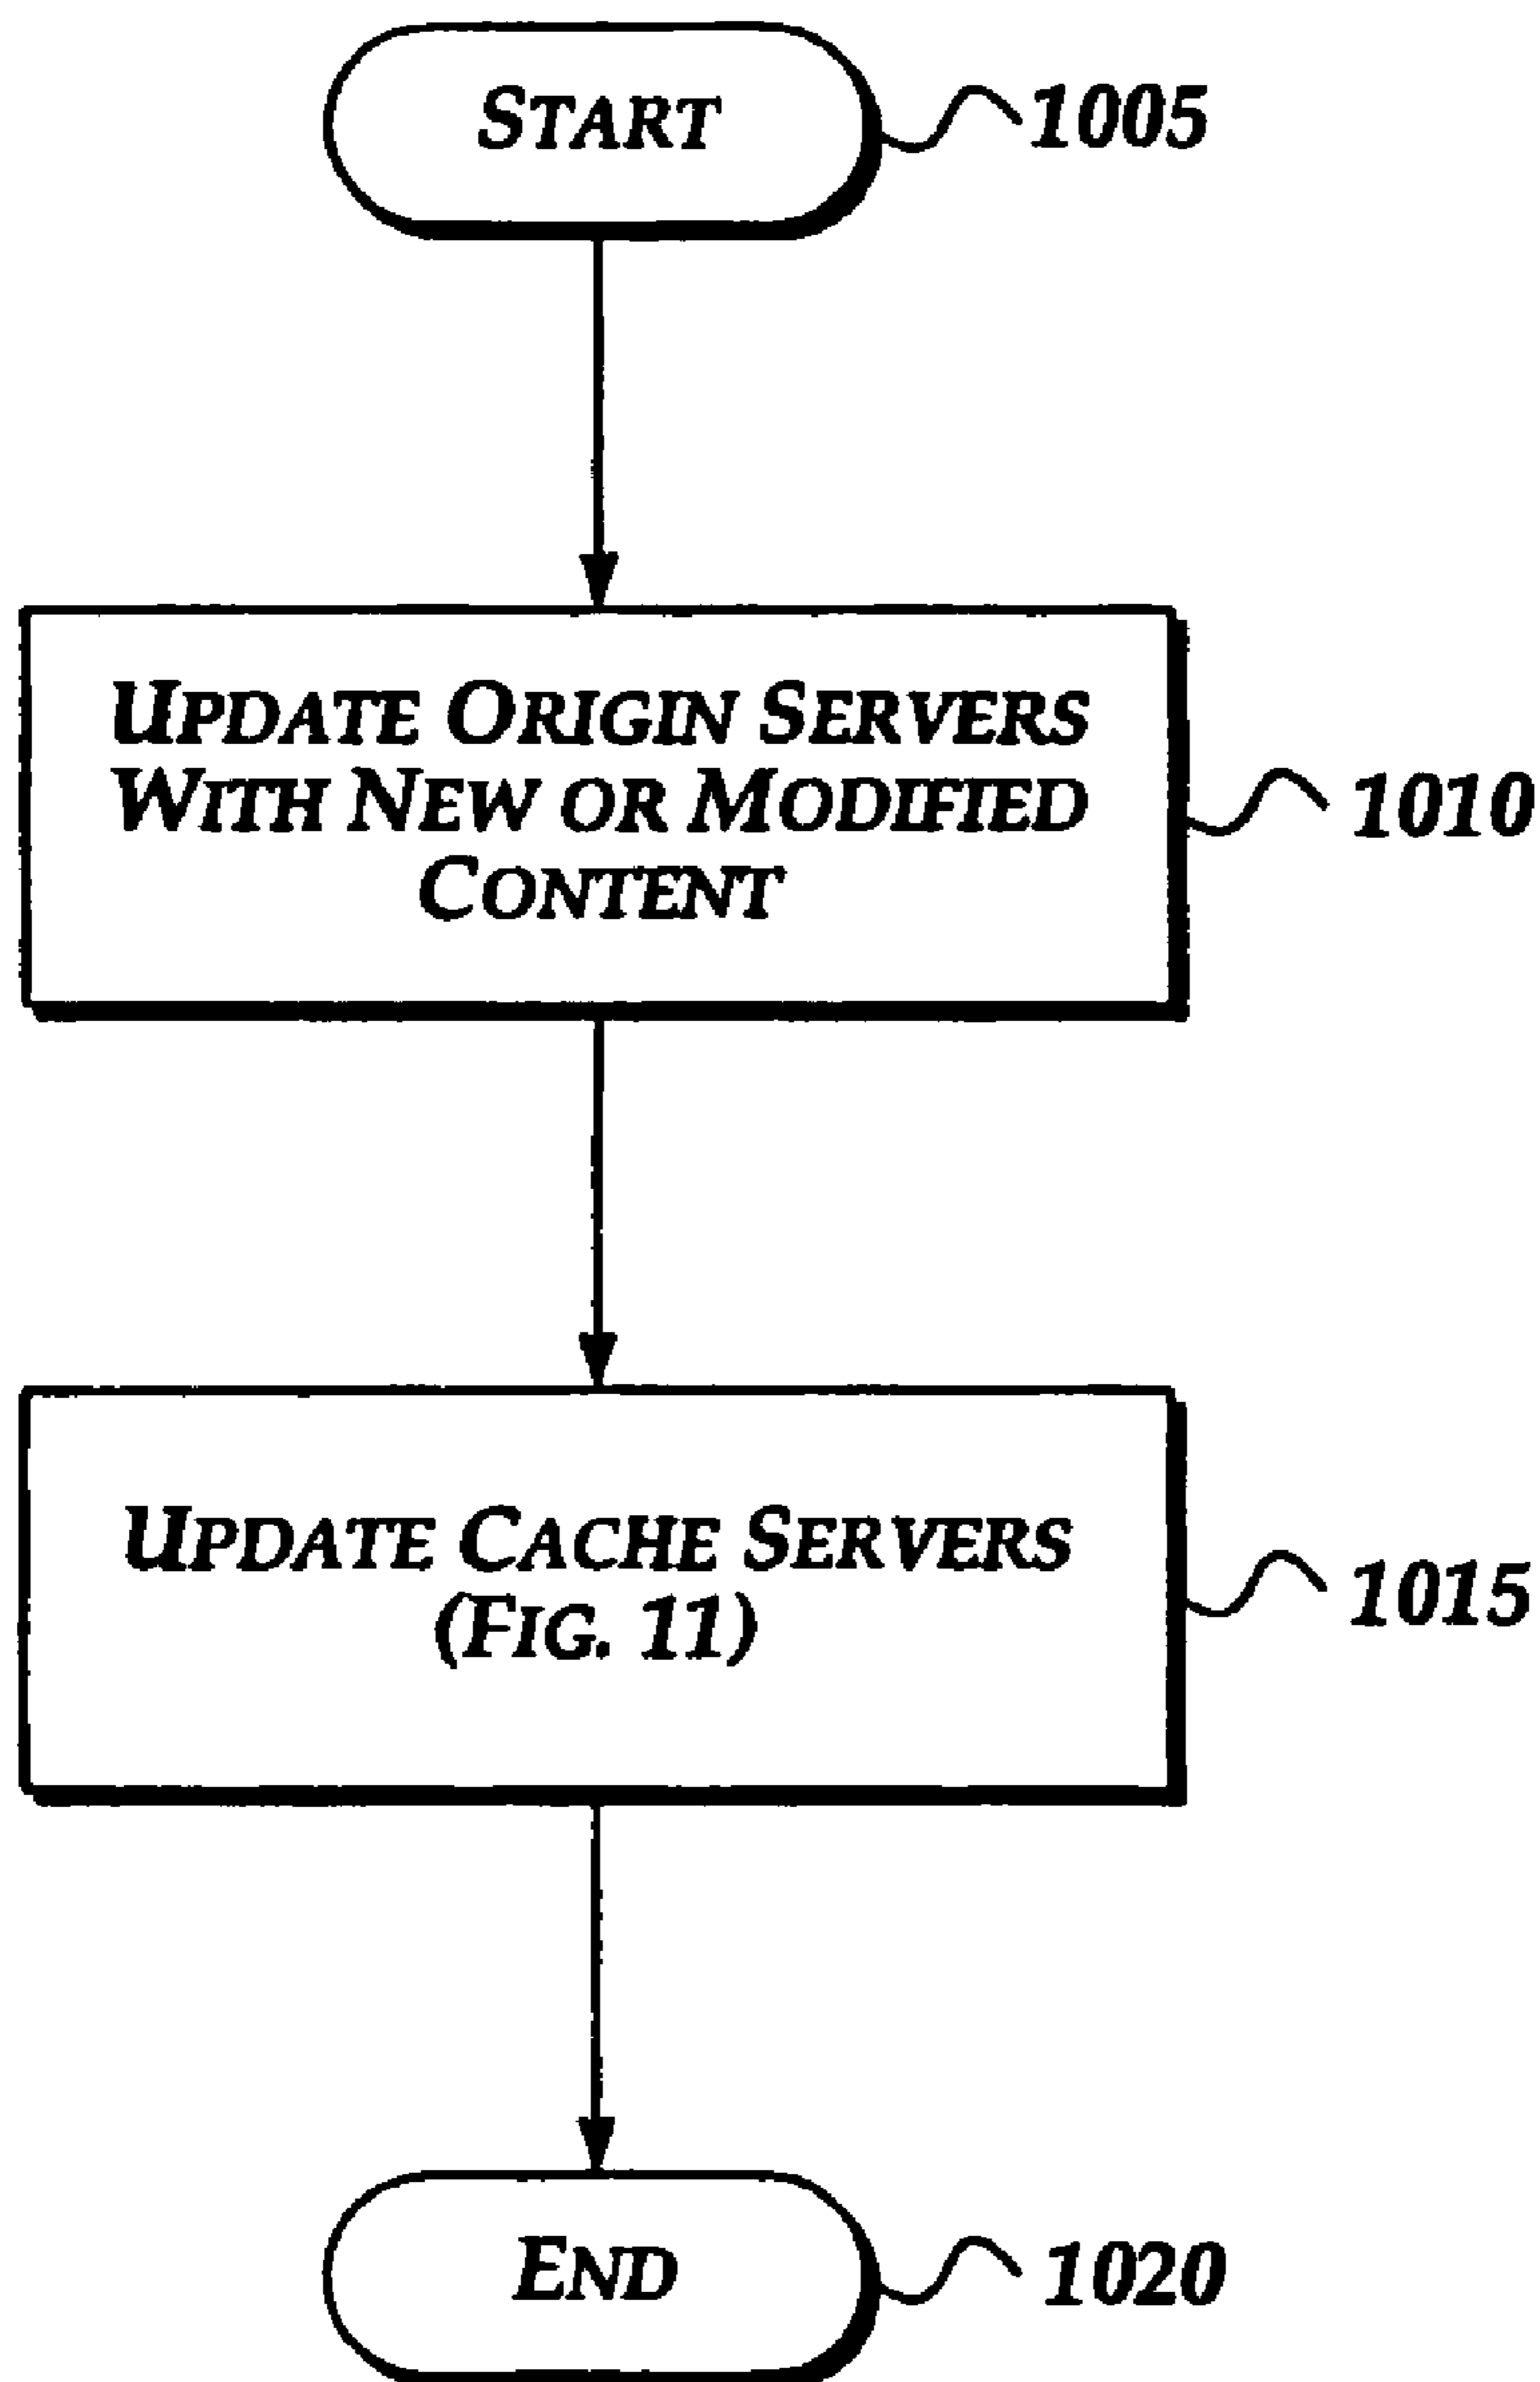 START
1005
UPDATE ORIGIN SERVERS
WITH NEW OR MODIFIED
CONTENT
1010
UPDATE CACHE SERVERS
(FIG. 11)
1015
END
1020